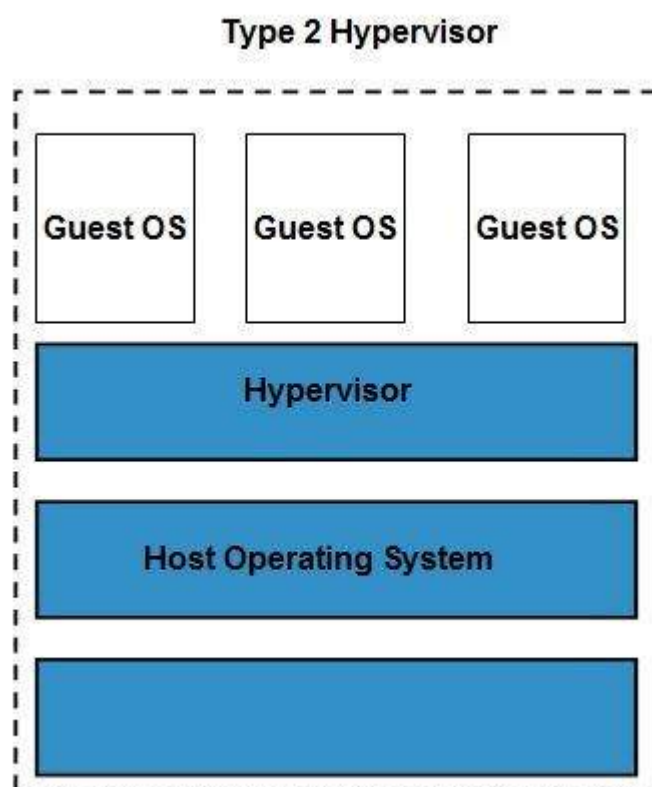 Type 2 Hypervisor
Guest OS Guest OS Guest OS
Hypervisor
Host Operating System